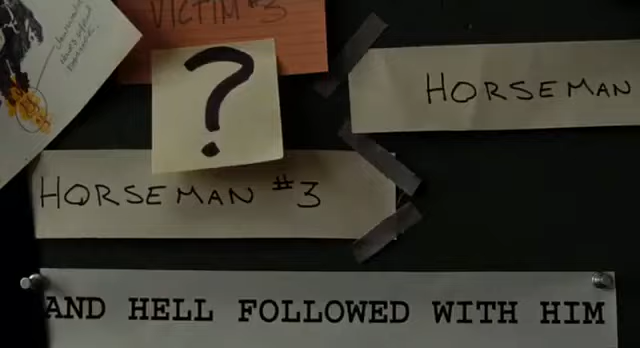 VICTIM #3
?
HORSEMAN
HORSEMAN #3
AND HELL FOLLOWED WITH HIM